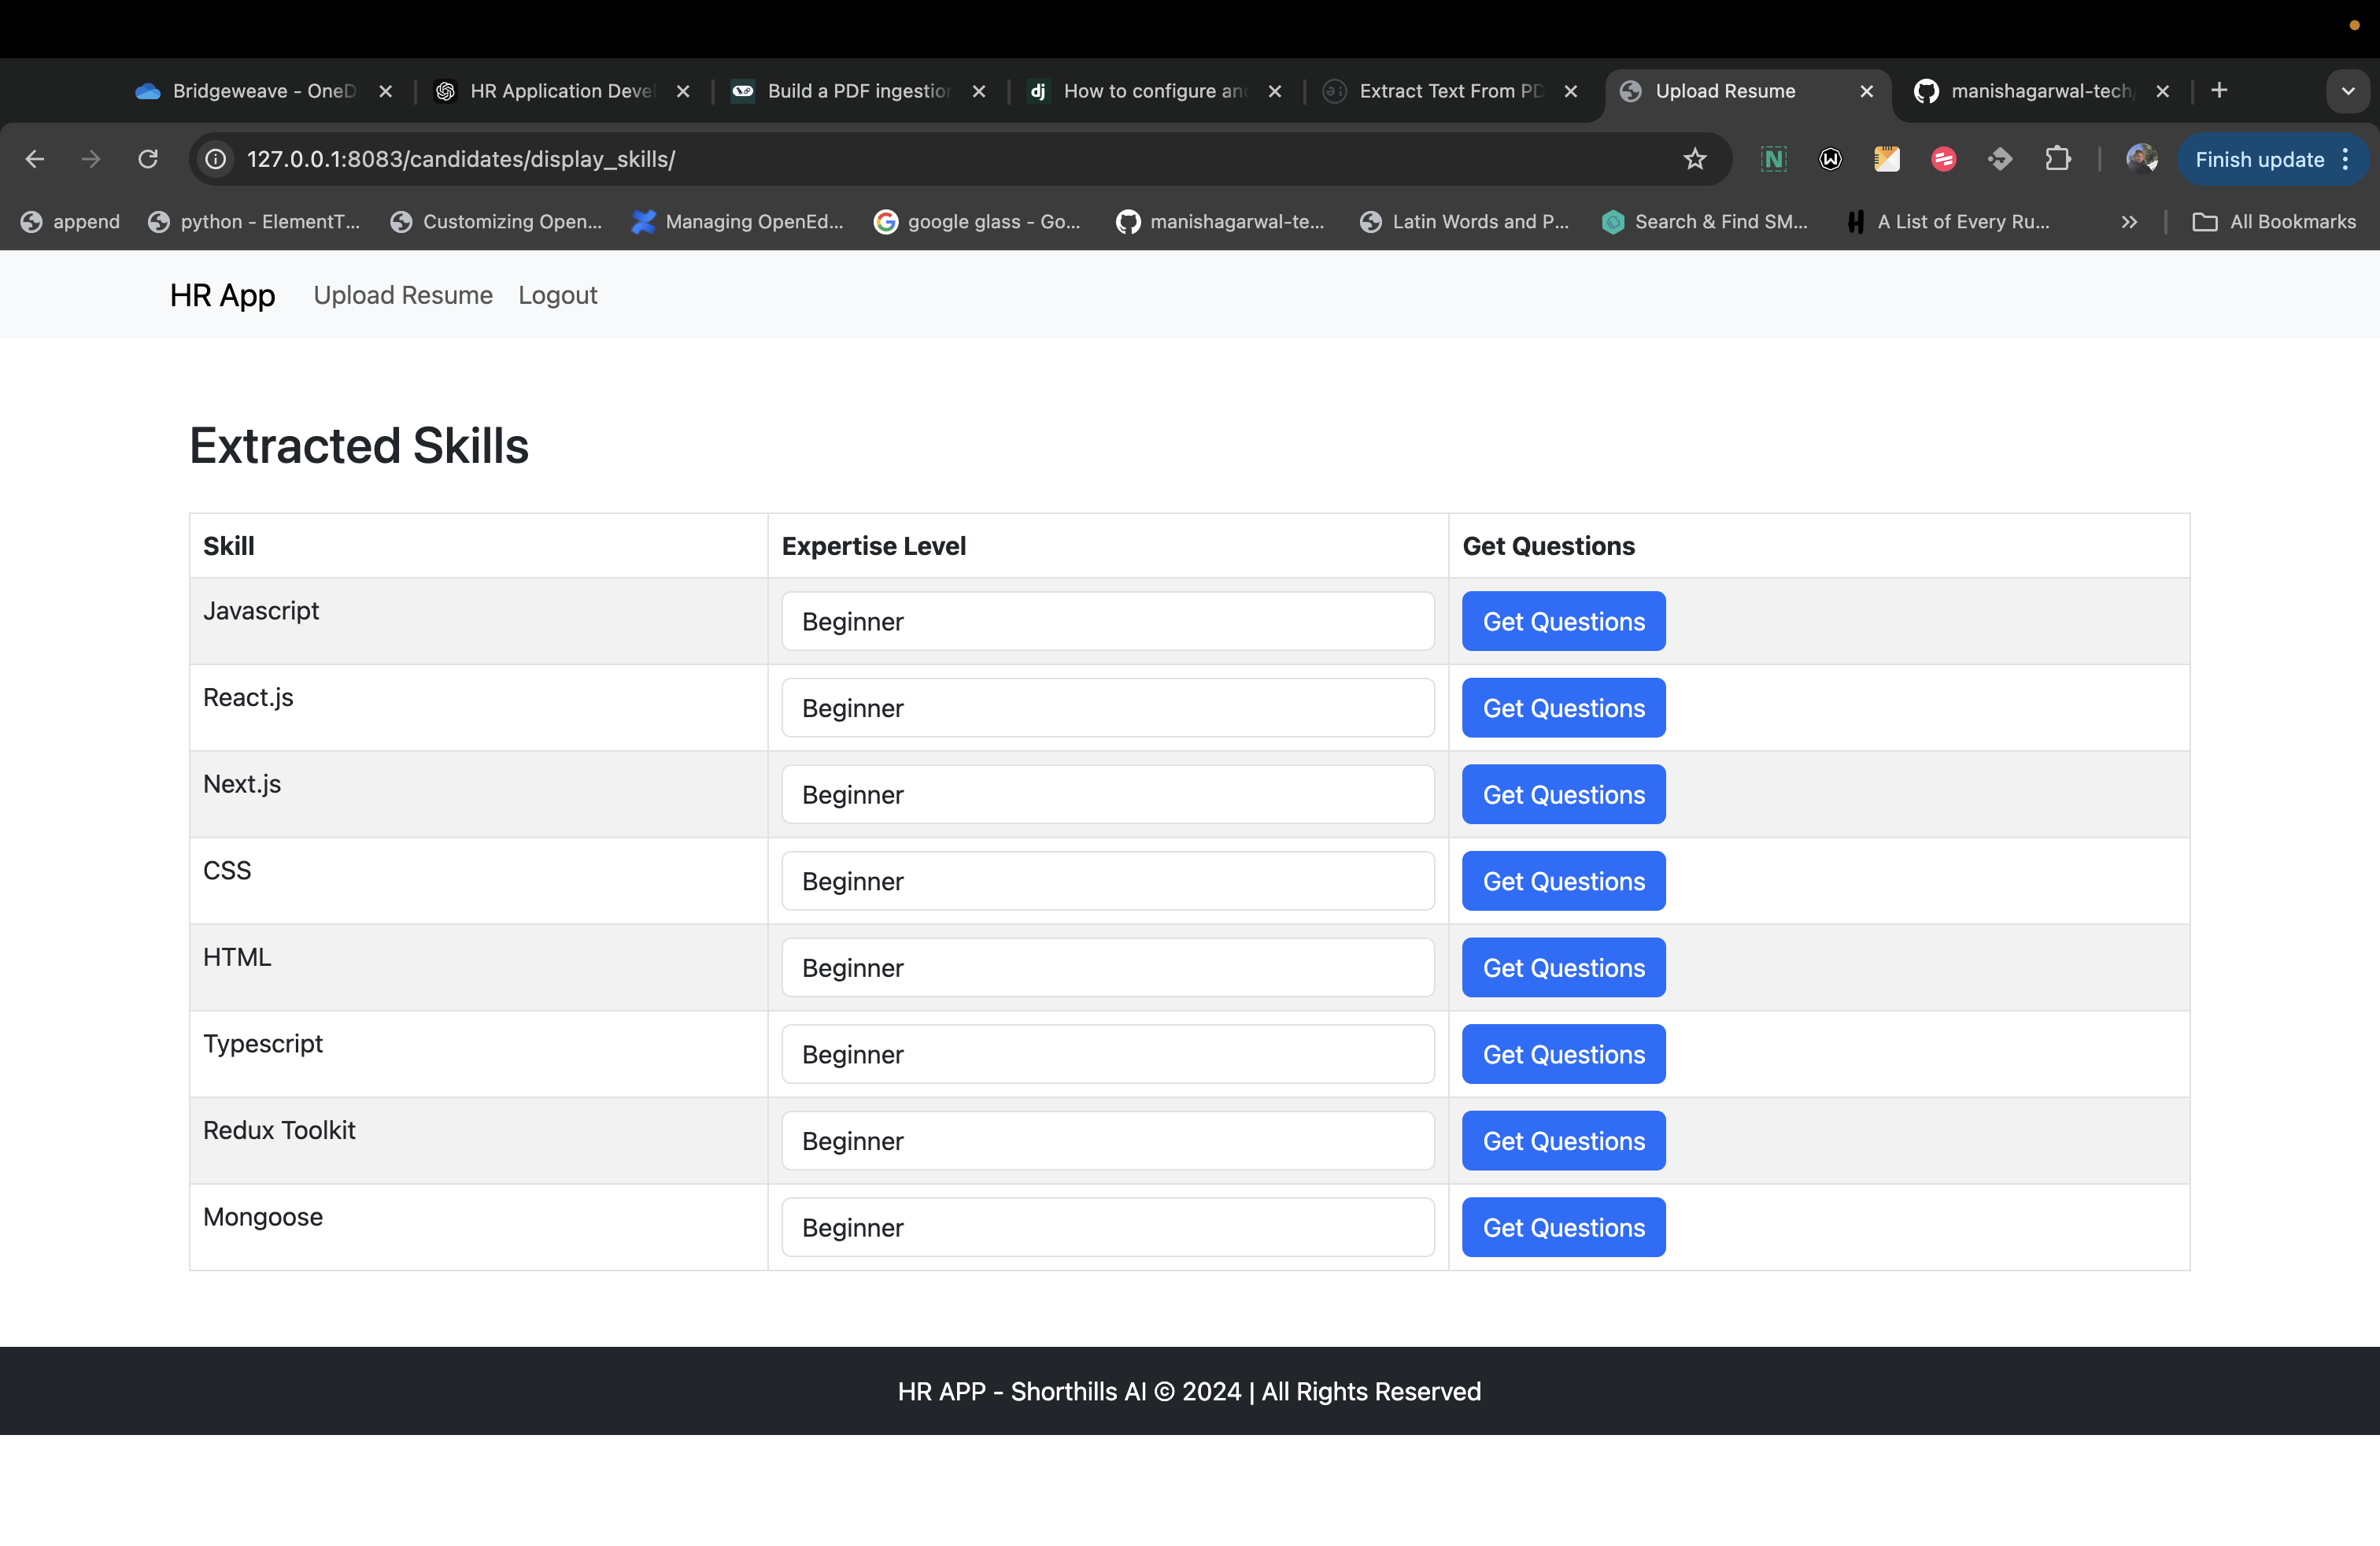 Bridgeweave - OneD
HR Application Deve
Build a PDF ingestion
How to configure an
Extract Text From PD
Upload Resume
manishagarwal-tech/
127.0.0.1:8083/candidates/display_skills/
Finish update
append
python - ElementT...
Customizing Open...
Managing OpenEd...
google glass - Go...
manishagarwal-te...
Latin Words and P...
Search & Find SM...
A List of Every Ru...
All Bookmarks
HR App Upload Resume Logout
Extracted Skills
Skill Expertise Level Get Questions
Javascript Beginner Get Questions
React.js Beginner Get Questions
Next.js Beginner Get Questions
CSS Beginner Get Questions
HTML Beginner Get Questions
Typescript Beginner Get Questions
Redux Toolkit Beginner Get Questions
Mongoose Beginner Get Questions
HR APP - Shorthills AI © 2024 | All Rights Reserved